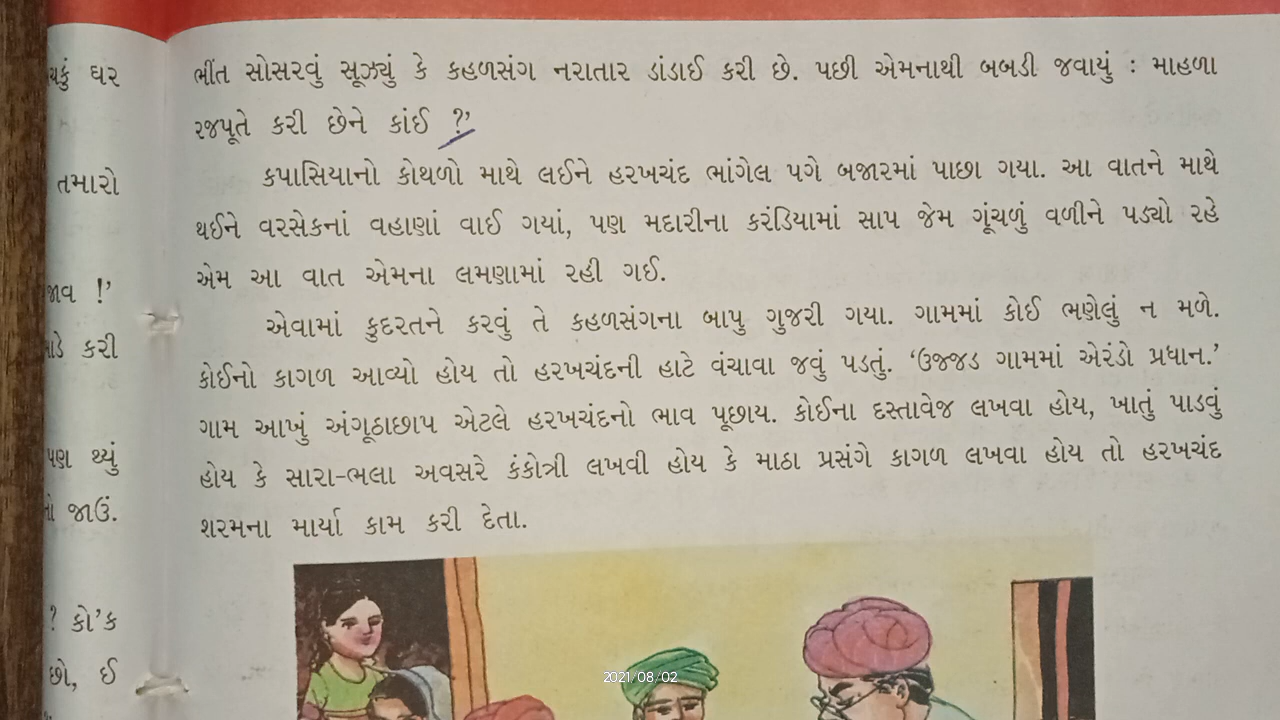 ભીંત સોસરવું સૂઝ્યું કે કહળસંગ નરાતાર ડાંડાઈ કરી છે. પછી એમનાથી બબડી જવાયું : માહળા
રજપૂતે કરી છેને કાંઈ ?’
કપાસિયાનો કોથળો માથે લઈને હરખચંદ ભાંગેલ પગે બજારમાં પાછા ગયા. આ વાતને માથે
થઈને વરસેકનાં વહાણાં વાઈ ગયાં, પણ મદારીના કરંડિયામાં સાપ જેમ ગૂંચળું વળીને પડ્યો રહે
એમ આ વાત એમના લમણામાં રહી ગઈ.
એવામાં કુદરતને કરવું તે કહળસંગના બાપુ ગુજરી ગયા. ગામમાં કોઈ ભણેલું ન મળે.
કોઈનો કાગળ આવ્યો હોય તો હરખચંદની હાટે વંચાવા જવું પડતું. ‘ઉજ્જડ ગામમાં એરંડો પ્રધાન.’
ગામ આખું અંગૂઠાછાપ એટલે હરખચંદનો ભાવ પૂછાય. કોઈના દસ્તાવેજ લખવા હોય, ખાતું પાડવું
હોય કે સારા-ભલા અવસરે કંકોત્રી લખવી હોય કે માઠા પ્રસંગે કાગળ લખવા હોય તો હરખચંદ
શરમના માર્યા કામ કરી દેતા.
ઘર
તમારો
!’
કરી
પણ થ્યું
જાઉં.
? કો’ક
છો, ઈ
2021/08/02